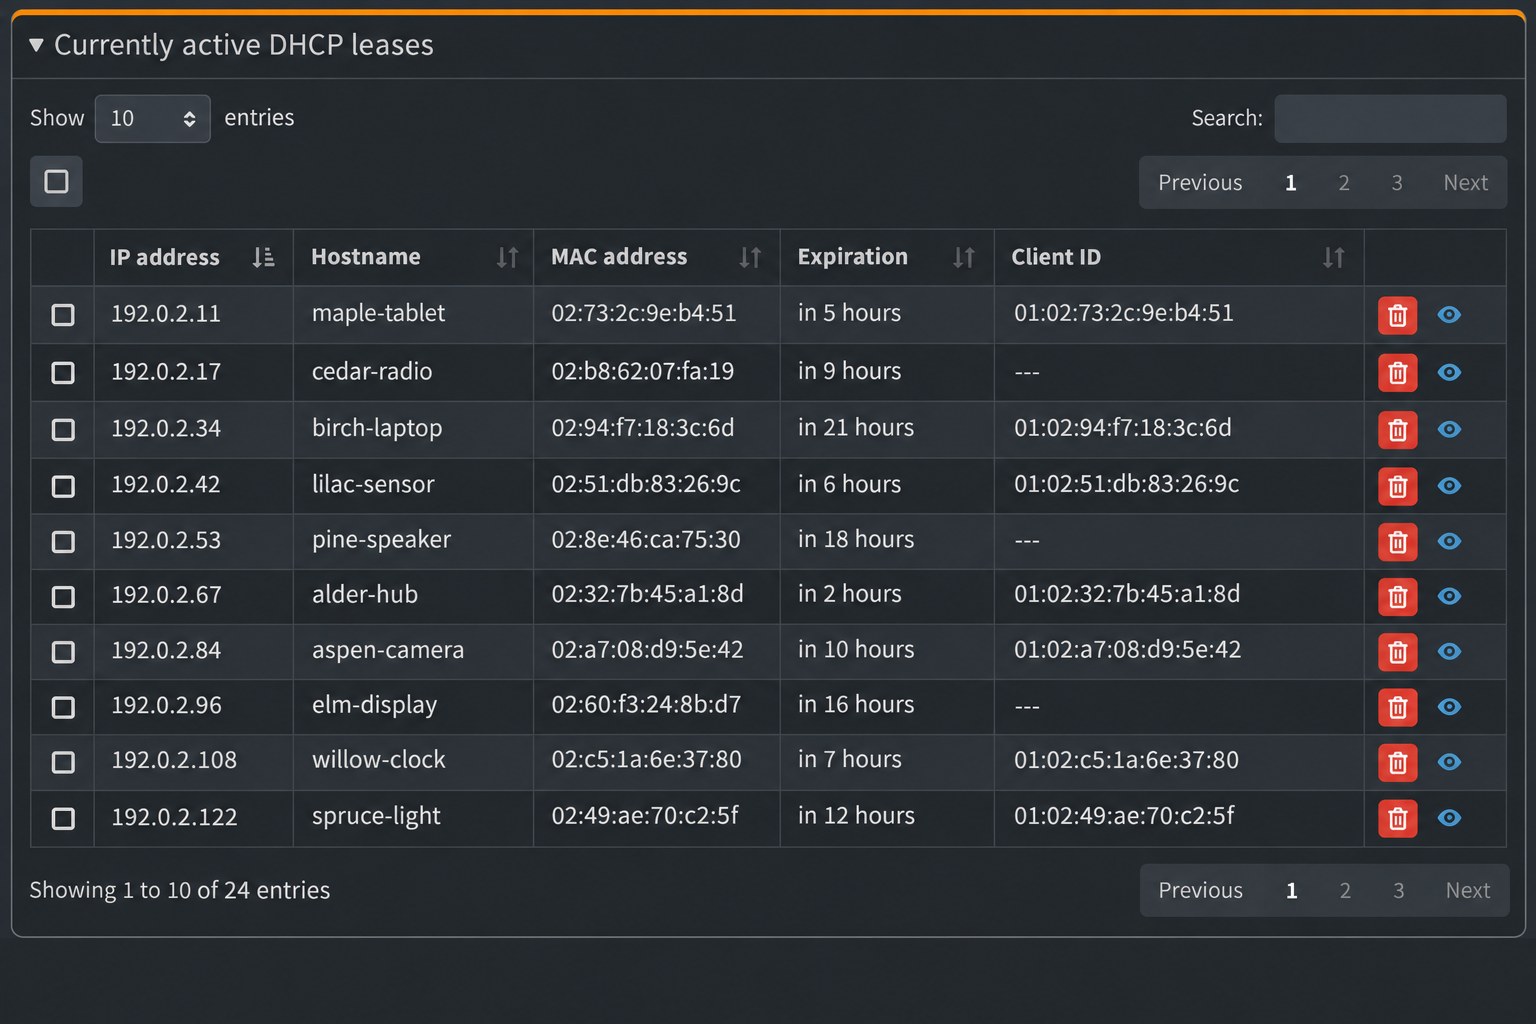 Currently active DHCP leases
Show 10 entries
Search:
Previous 1 2 3 Next
IP address Hostname MAC address Expiration Client ID
192.0.2.11 maple-tablet 02:73:2c:9e:b4:51 in 5 hours 01:02:73:2c:9e:b4:51
192.0.2.17 cedar-radio 02:b8:62:07:fa:19 in 9 hours ---
192.0.2.34 birch-laptop 02:94:f7:18:3c:6d in 21 hours 01:02:94:f7:18:3c:6d
192.0.2.42 lilac-sensor 02:51:db:83:26:9c in 6 hours 01:02:51:db:83:26:9c
192.0.2.53 pine-speaker 02:8e:46:ca:75:30 in 18 hours ---
192.0.2.67 alder-hub 02:32:7b:45:a1:8d in 2 hours 01:02:32:7b:45:a1:8d
192.0.2.84 aspen-camera 02:a7:08:d9:5e:42 in 10 hours 01:02:a7:08:d9:5e:42
192.0.2.96 elm-display 02:60:f3:24:8b:d7 in 16 hours ---
192.0.2.108 willow-clock 02:c5:1a:6e:37:80 in 7 hours 01:02:c5:1a:6e:37:80
192.0.2.122 spruce-light 02:49:ae:70:c2:5f in 12 hours 01:02:49:ae:70:c2:5f
Showing 1 to 10 of 24 entries
Previous 1 2 3 Next